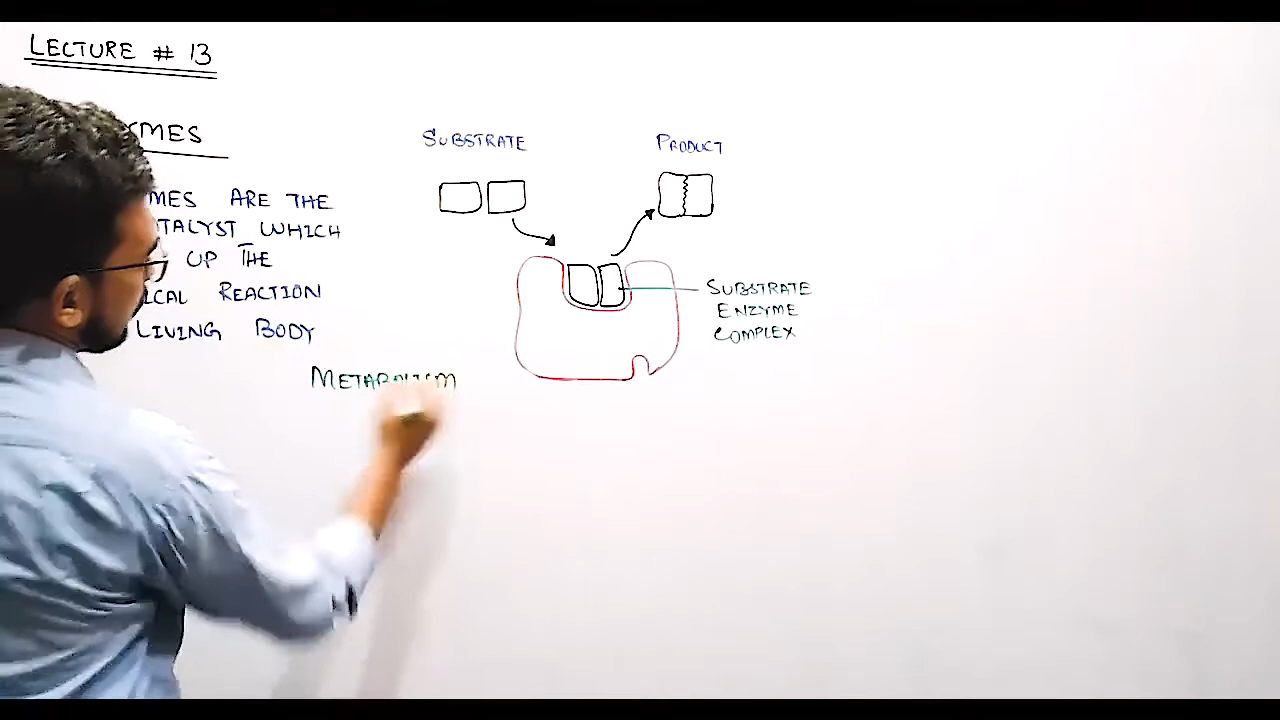 LECTURE # 13
YMES
MES ARE THE
TALYST WHICH
UP THE
ICAL REACTION
LIVING BODY
METABOLISM
SUBSTRATE
PRODUCT
SUBSTRATE
ENZYME
COMPLEX